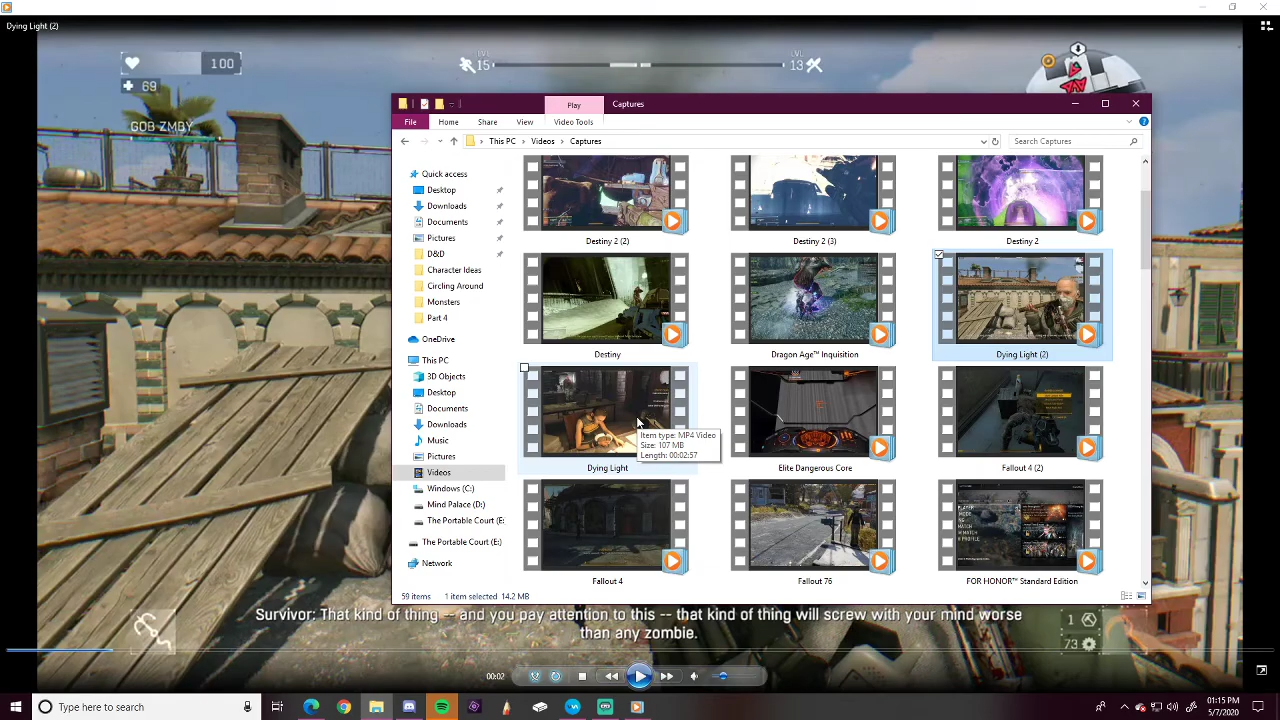 Dying Light (2)
100
69
LVL
15
LVL
13
GOB ZMBY
Play
Captures
File
Home
Share
View
Video Tools
This PC
Videos
Captures
Search Captures
Quick access
Desktop
Downloads
Documents
Pictures
D&D
Character Ideas
Circling Around
Monsters
Part 4
OneDrive
This PC
3D Objects
Desktop
Documents
Downloads
Music
Pictures
Videos
Windows (C:)
Mind Palace (D:)
The Portable Court (E:
The Portable Court (E:)
Network
Destiny 2 (2)
Destiny 2 (3)
Destiny 2
Destiny
Dragon Age™ Inquisition
Dying Light (2)
Item type: MP4 Video
Size: 107 MB
Length: 00:02:57
Dying Light
Elite Dangerous Core
Fallout 4 (2)
PLAYER
MATCH
Fallout 4
Fallout 76
FOR HONOR™ Standard Edition
59 items
1 item selected 14.2 MB
Survivor: That kind of thing -- and you pay attention to this -- that kind of thing will screw with your mind worse
than any zombie.
1
73
00:02
Type here to search
01:15 PM
5/7/2020